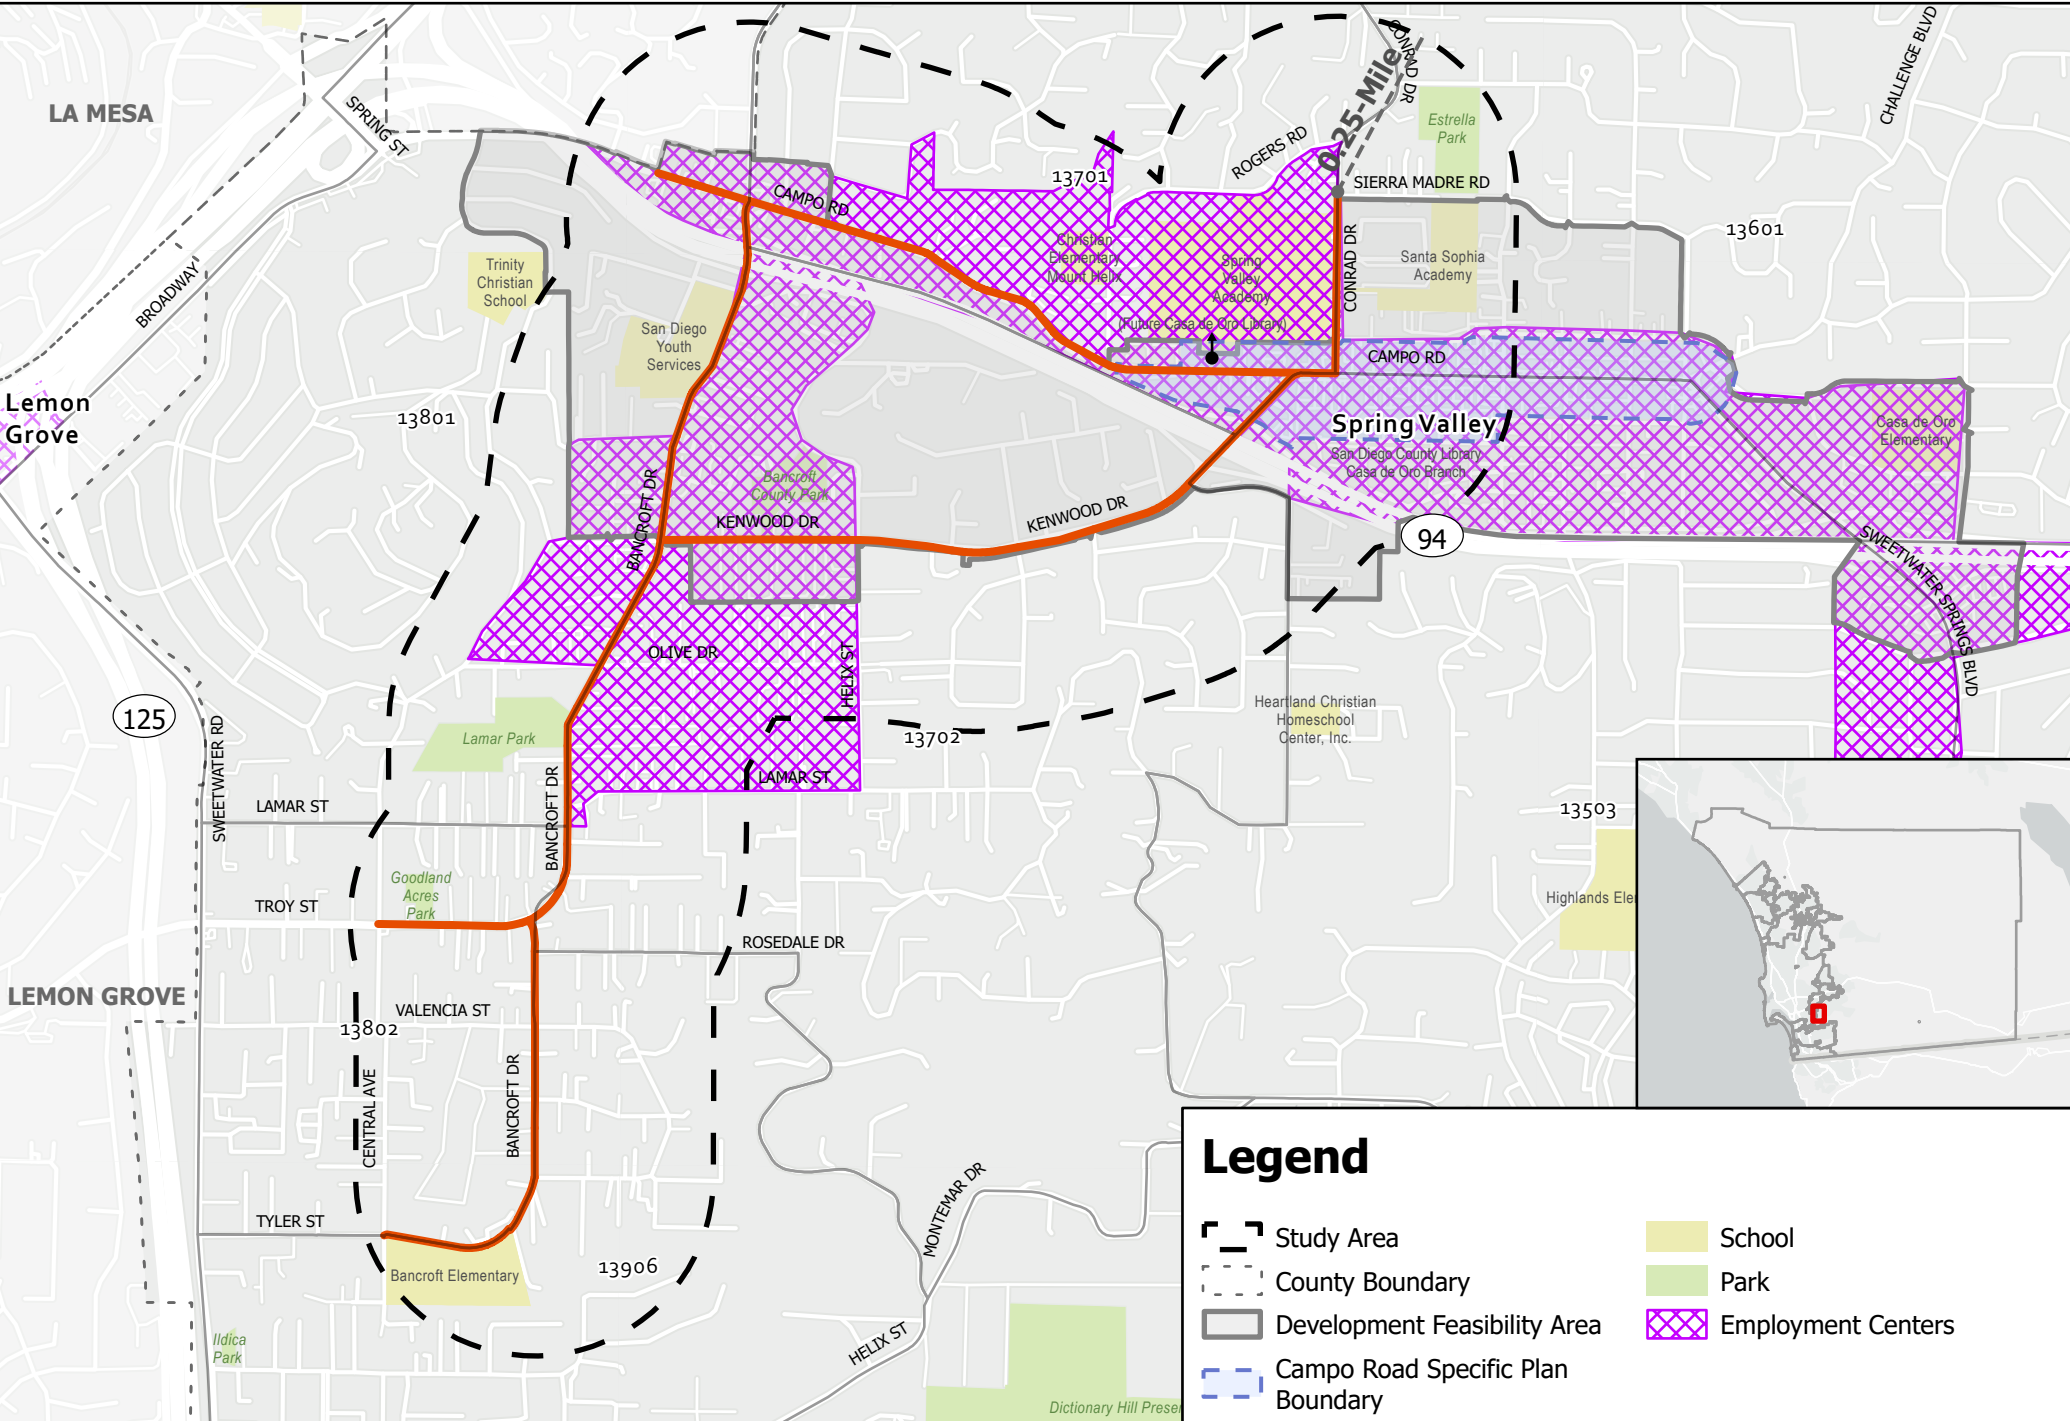 CONRAD DR
CHALLENGE BLVD
0.25-Mile
LA MESA
SPRING ST
Estrella
Park
ROGERS RD
13701
SIERRA MADRE RD
CAMPO RD
13601
Christian
Elementary
Mount Helix
Spring
Valley
Academy
CONRAD DR
Santa Sophia
Academy
Trinity
Christian
School
BROADWAY
San Diego
Youth
Services
(Future Casa de Oro Library)
CAMPO RD
Lemon
Grove
13801
Spring Valley
Casa de Oro
Elementary
San Diego County Library
Casa de Oro Branch
Bancroft
County Park
BANCROFT DR
KENWOOD DR
KENWOOD DR
94
SWEETWATER SPRINGS BLVD
OLIVE DR
HELIX ST
125
SWEETWATER RD
Lamar Park
13702
Heartland Christian
Homeschool
Center, Inc.
LAMAR ST
LAMAR ST
BANCROFT DR
13503
Goodland
Acres
Park
TROY ST
Highlands Ele
ROSEDALE DR
LEMON GROVE
VALENCIA ST
13802
CENTRAL AVE
BANCROFT DR
TYLER ST
MONTEMAR DR
Bancroft Elementary
13906
Ildica
Park
HELIX ST
Dictionary Hill Preser
Legend
Study Area
County Boundary
Development Feasibility Area
Campo Road Specific Plan
Boundary
School
Park
Employment Centers